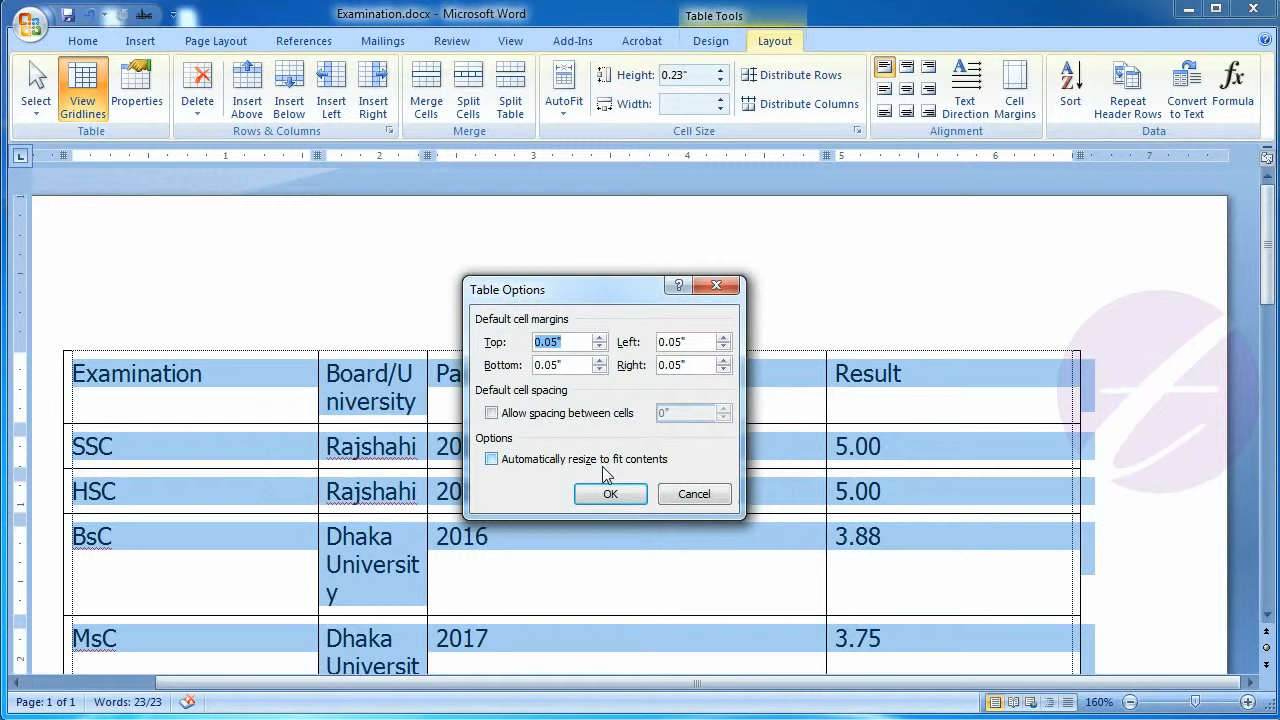 Examination.docx - Microsoft Word
Table Tools
Home Insert Page Layout References Mailings Review View Add-Ins Acrobat Design Layout
Select
View Gridlines
Properties
Delete
Insert Above
Insert Below
Insert Left
Insert Right
Merge Cells
Split Cells
Split Table
AutoFit
Height: 0.23"
Width:
Distribute Rows
Distribute Columns
Text Direction
Cell Margins
Sort
Repeat Header Rows
Convert to Text
Formula
Table Rows & Columns Merge Cell Size Alignment Data
1 2 3 4 5 6 7
Table Options
Default cell margins
Top: 0.05" Left: 0.05"
Bottom: 0.05" Right: 0.05"
Default cell spacing
Allow spacing between cells 0"
Options
Automatically resize to fit contents
OK Cancel
Examination Board/U Pa Result
niversity
SSC Rajshahi 20 5.00
HSC Rajshahi 20 5.00
BsC Dhaka 2016 3.88
Universit
y
MsC Dhaka 2017 3.75
Universit
Page: 1 of 1 Words: 23/23 160%